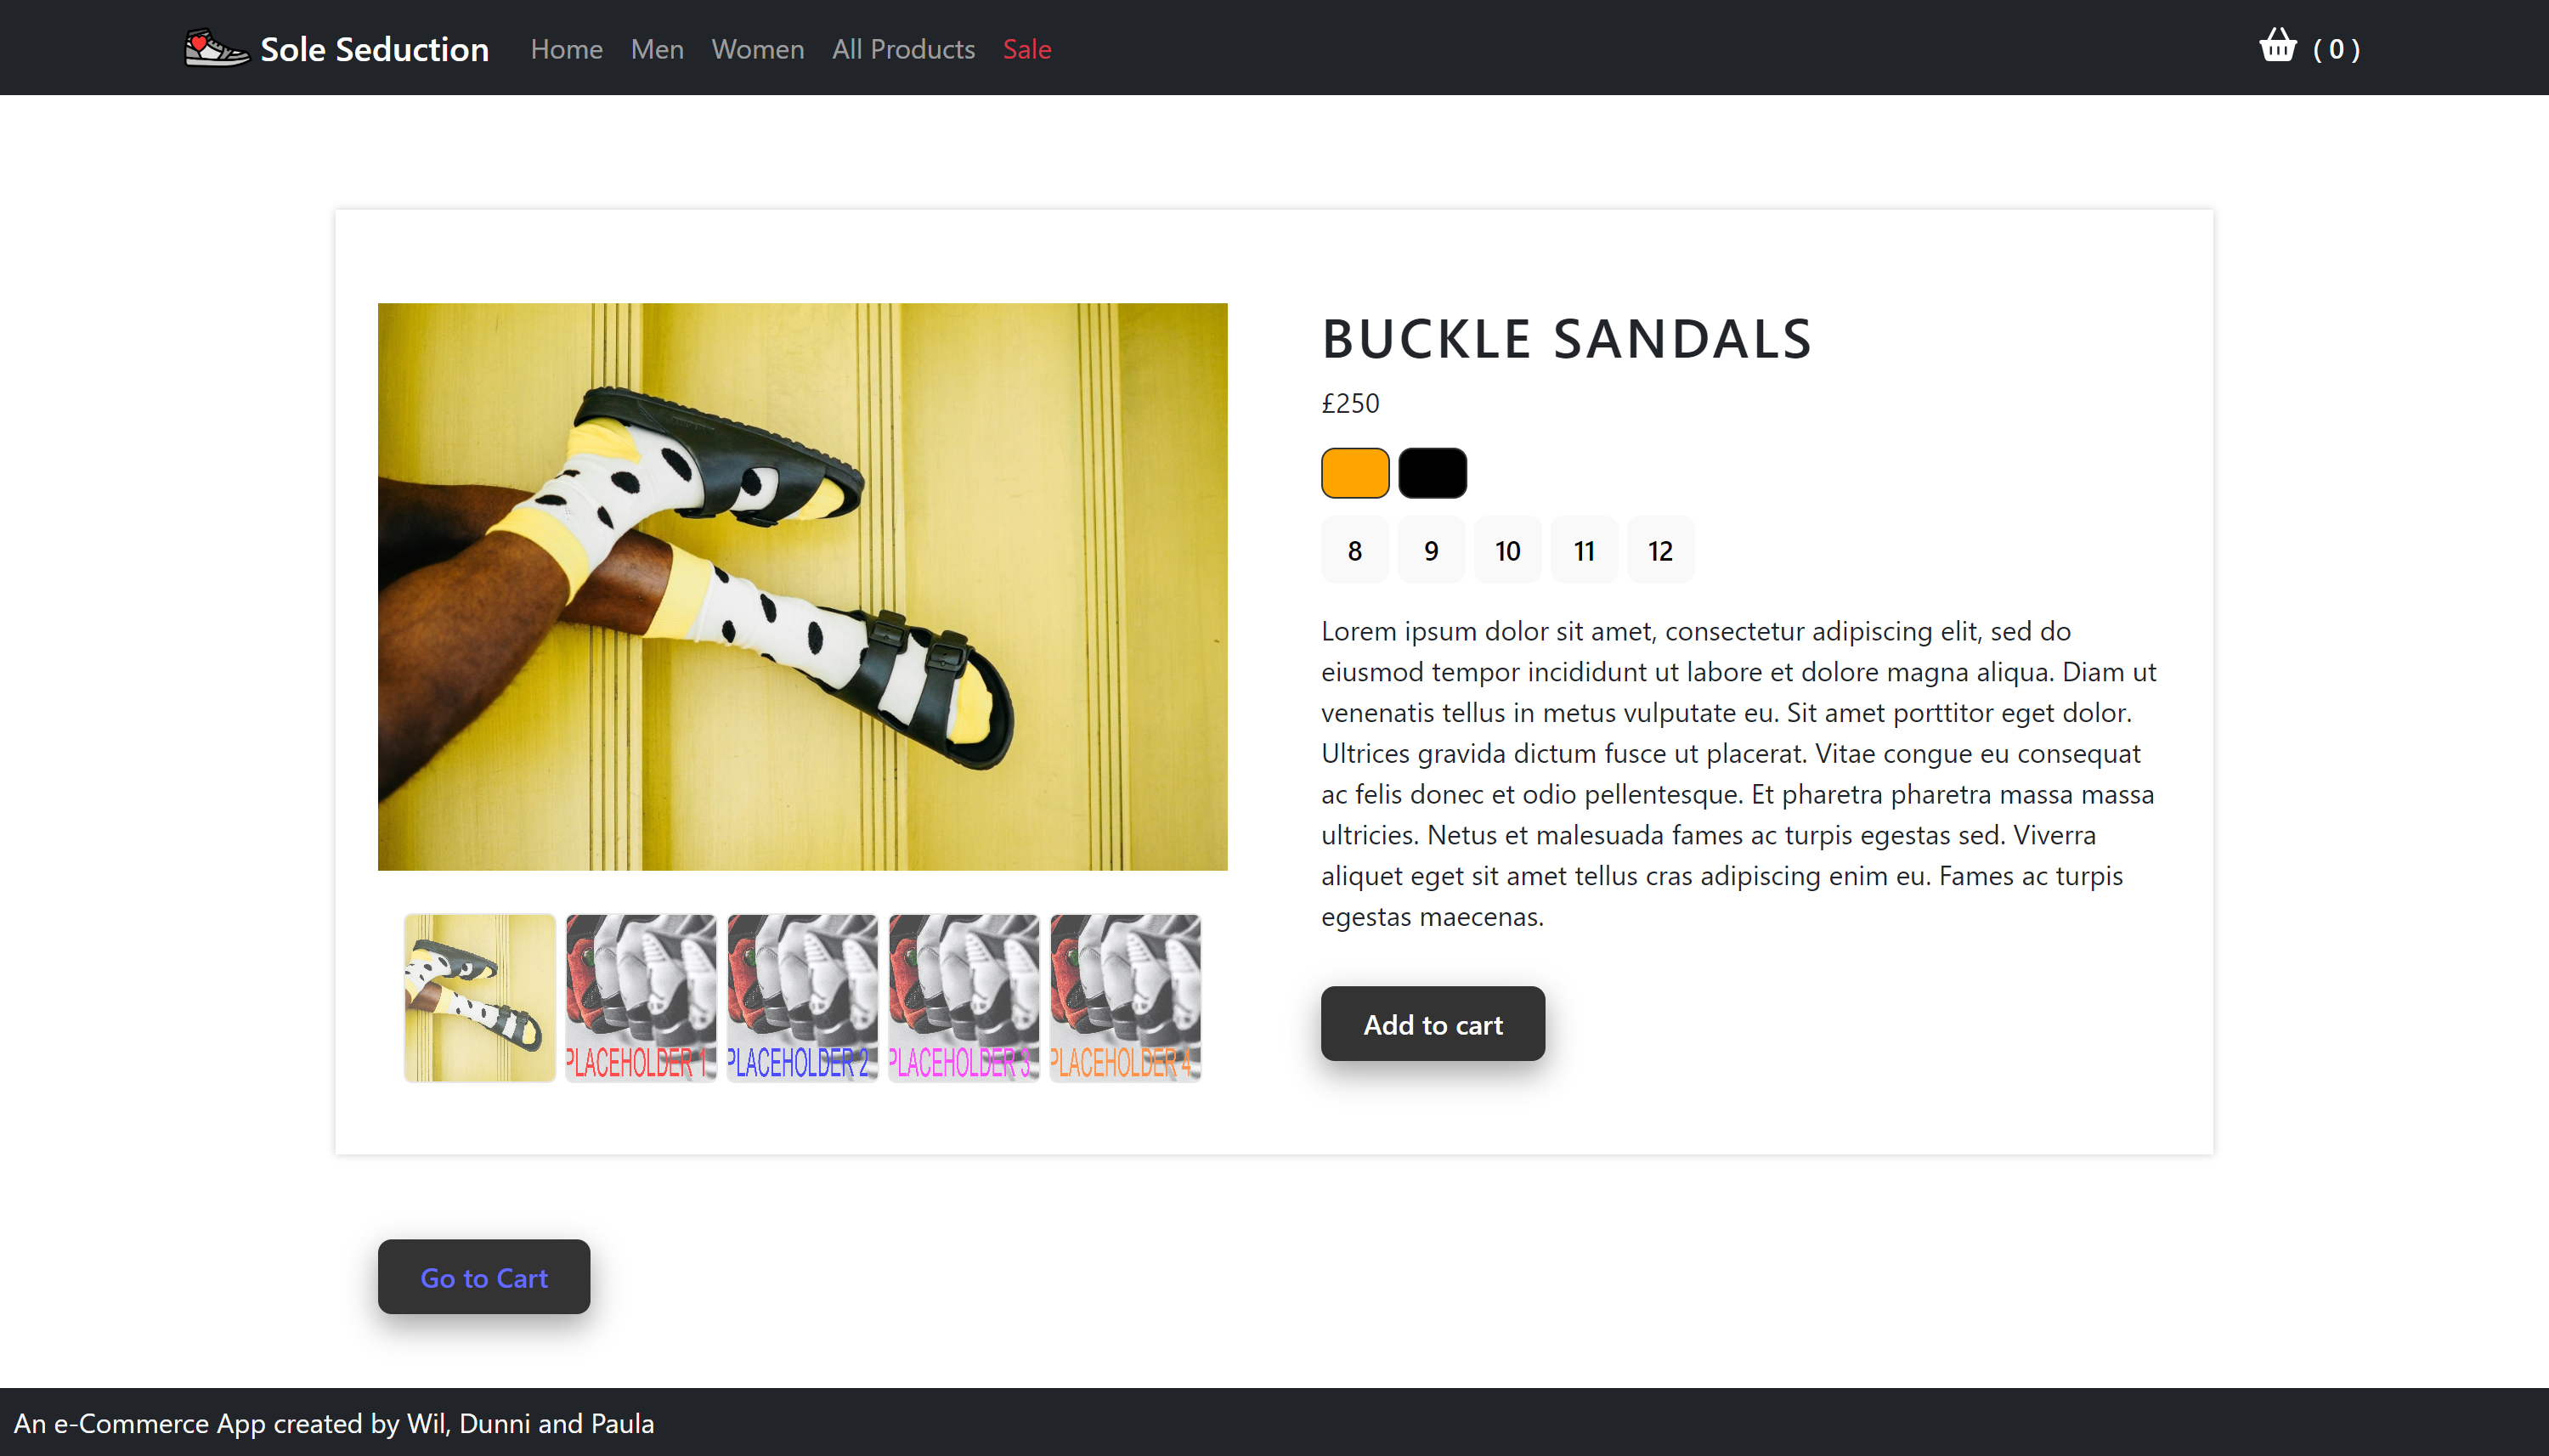 Sole Seduction Home Men Women All Products Sale ( 0 )
BUCKLE SANDALS
£250
8 9 10 11 12
Lorem ipsum dolor sit amet, consectetur adipiscing elit, sed do
eiusmod tempor incididunt ut labore et dolore magna aliqua. Diam ut
venenatis tellus in metus vulputate eu. Sit amet porttitor eget dolor.
Ultrices gravida dictum fusce ut placerat. Vitae congue eu consequat
ac felis donec et odio pellentesque. Et pharetra pharetra massa massa
ultricies. Netus et malesuada fames ac turpis egestas sed. Viverra
aliquet eget sit amet tellus cras adipiscing enim eu. Fames ac turpis
egestas maecenas.
Add to cart
PLACEHOLDER 1 PLACEHOLDER 2 PLACEHOLDER 3 PLACEHOLDER 4
Go to Cart
An e-Commerce App created by Wil, Dunni and Paula